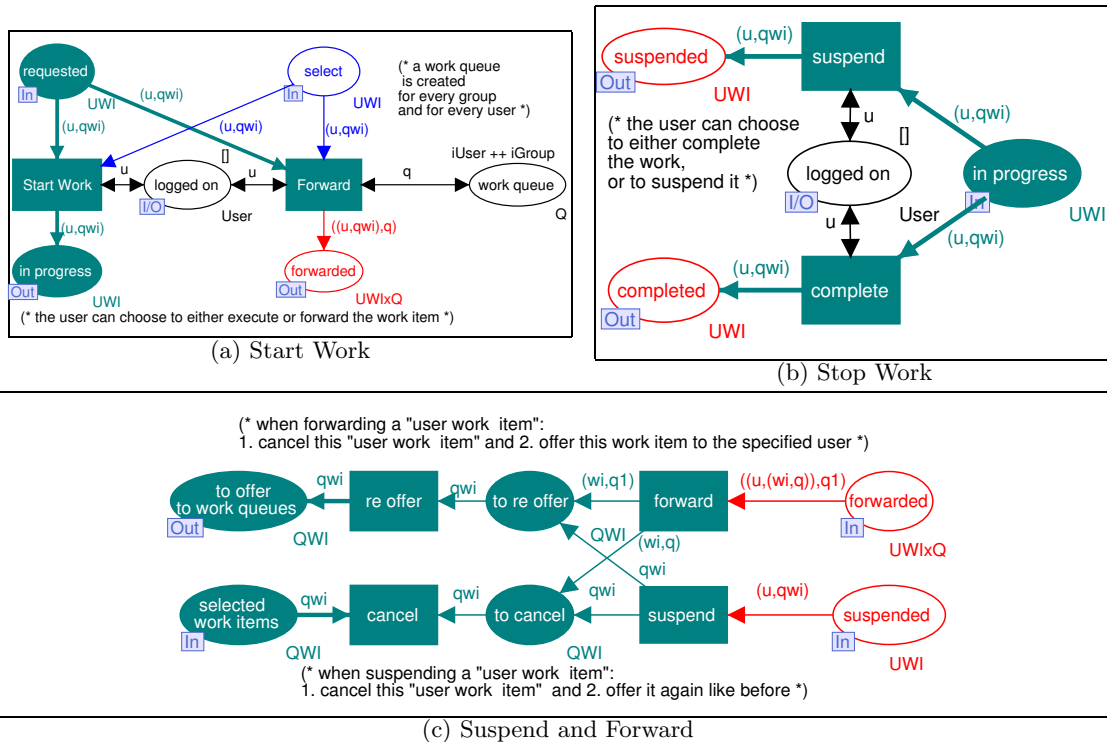 requested
In
UWI
(u,qwi)
select
In
UWI
(* a work queue
is created
for every group
and for every user *)
(u,qwi)
(u,qwi)
(u,qwi)
Start Work
u
[]
logged on
I/O
User
u
Forward
q
iUser ++ iGroup
work queue
Q
(u,qwi)
((u,qwi),q)
in progress
Out
UWI
forwarded
Out
UWIxQ
(* the user can choose to either execute or forward the work item *)
(a) Start Work
suspended
Out
UWI
(u,qwi)
suspend
(u,qwi)
u
[]
(* the user can choose
to either complete
the work,
or to suspend it *)
logged on
I/O
User
in progress
In
UWI
u
(u,qwi)
(u,qwi)
completed
Out
UWI
complete
(b) Stop Work
(* when forwarding a "user work item":
1. cancel this "user work item" and 2. offer this work item to the specified user *)
to offer
to work queues
Out
QWI
qwi
re offer
qwi
to re offer
QWI
(wi,q1)
forward
((u,(wi,q)),q1)
forwarded
In
UWIxQ
(wi,q)
qwi
selected
work items
In
QWI
qwi
cancel
qwi
to cancel
QWI
qwi
suspend
(u,qwi)
suspended
In
UWI
(* when suspending a "user work item":
1. cancel this "user work item" and 2. offer it again like before *)
(c) Suspend and Forward